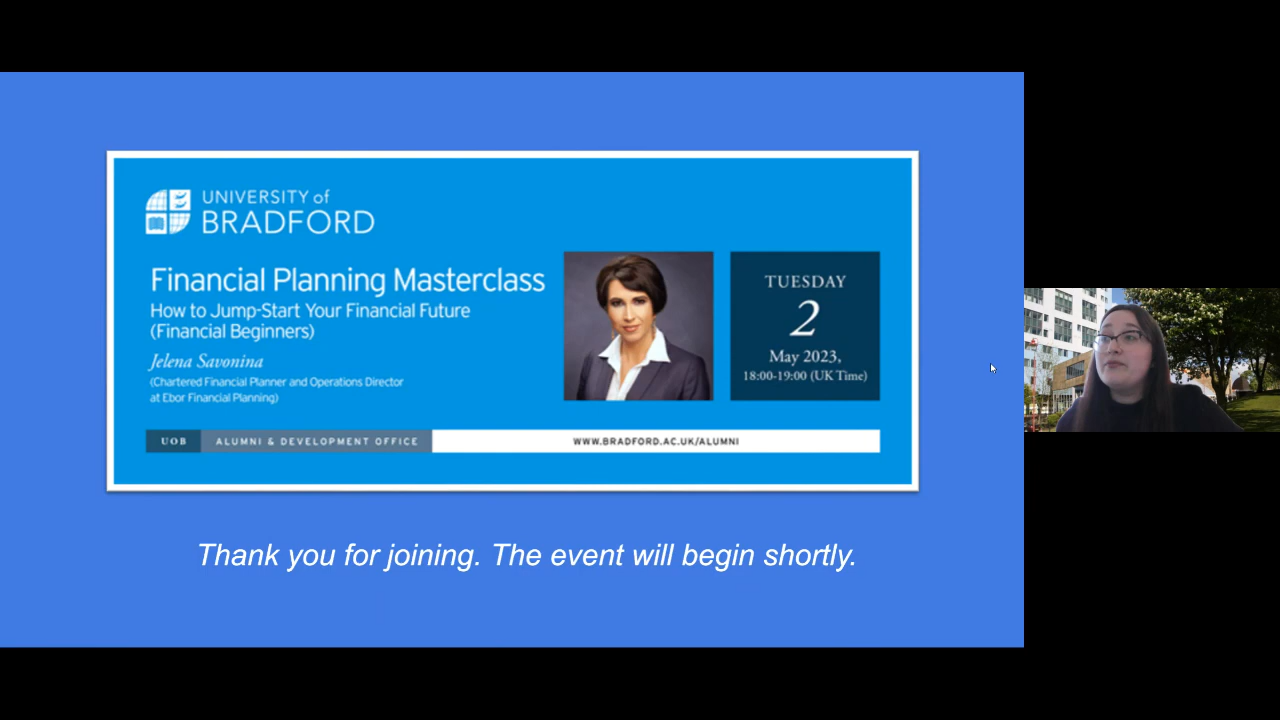 UNIVERSITY of
BRADFORD
Financial Planning Masterclass
How to Jump-Start Your Financial Future
(Financial Beginners)
Jelena Savonina
(Chartered Financial Planner and Operations Director
at Ebor Financial Planning)
TUESDAY
2
May 2023,
18:00-19:00 (UK Time)
UOB ALUMNI & DEVELOPMENT OFFICE WWW.BRADFORD.AC.UK/ALUMNI
Thank you for joining. The event will begin shortly.